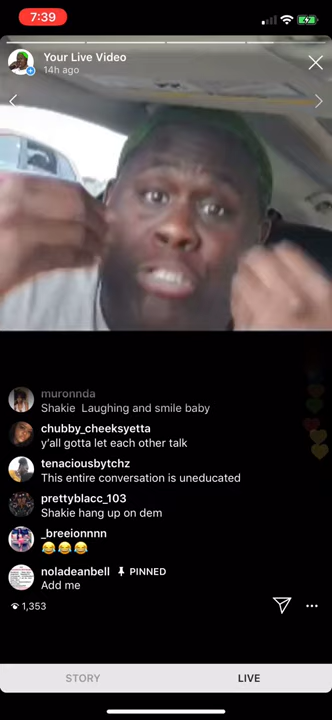 7:39
Your Live Video
14h ago
muronnda
Shakie Laughing and smile baby
chubby_cheeksyetta
y'all gotta let each other talk
tenaciousbytchz
This entire conversation is uneducated
prettyblacc_103
Shakie hang up on dem
_breeionnnn
😂😂😂
noladeanbell PINNED
Add me
1,353
STORY LIVE